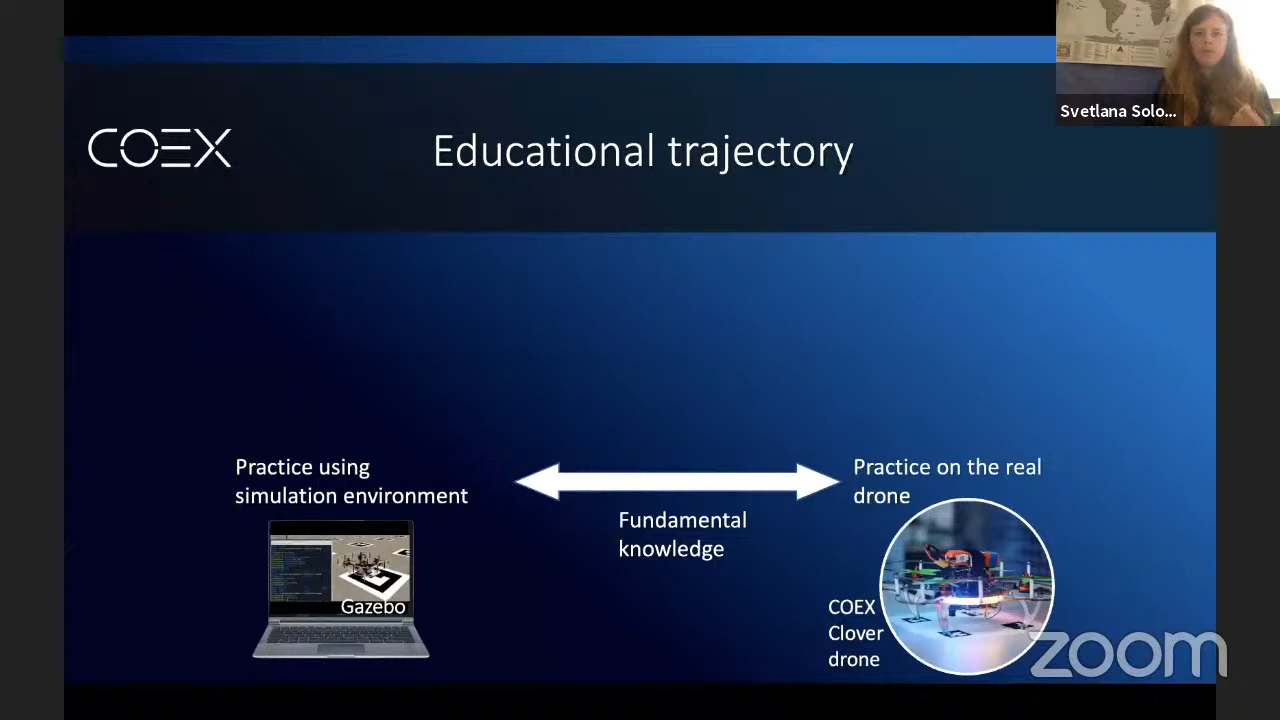 Svetlana Solo...
COEX
Educational trajectory
Practice using
simulation environment
Practice on the real
drone
Fundamental
knowledge
Gazebo
COEX
Clover
drone
zoom